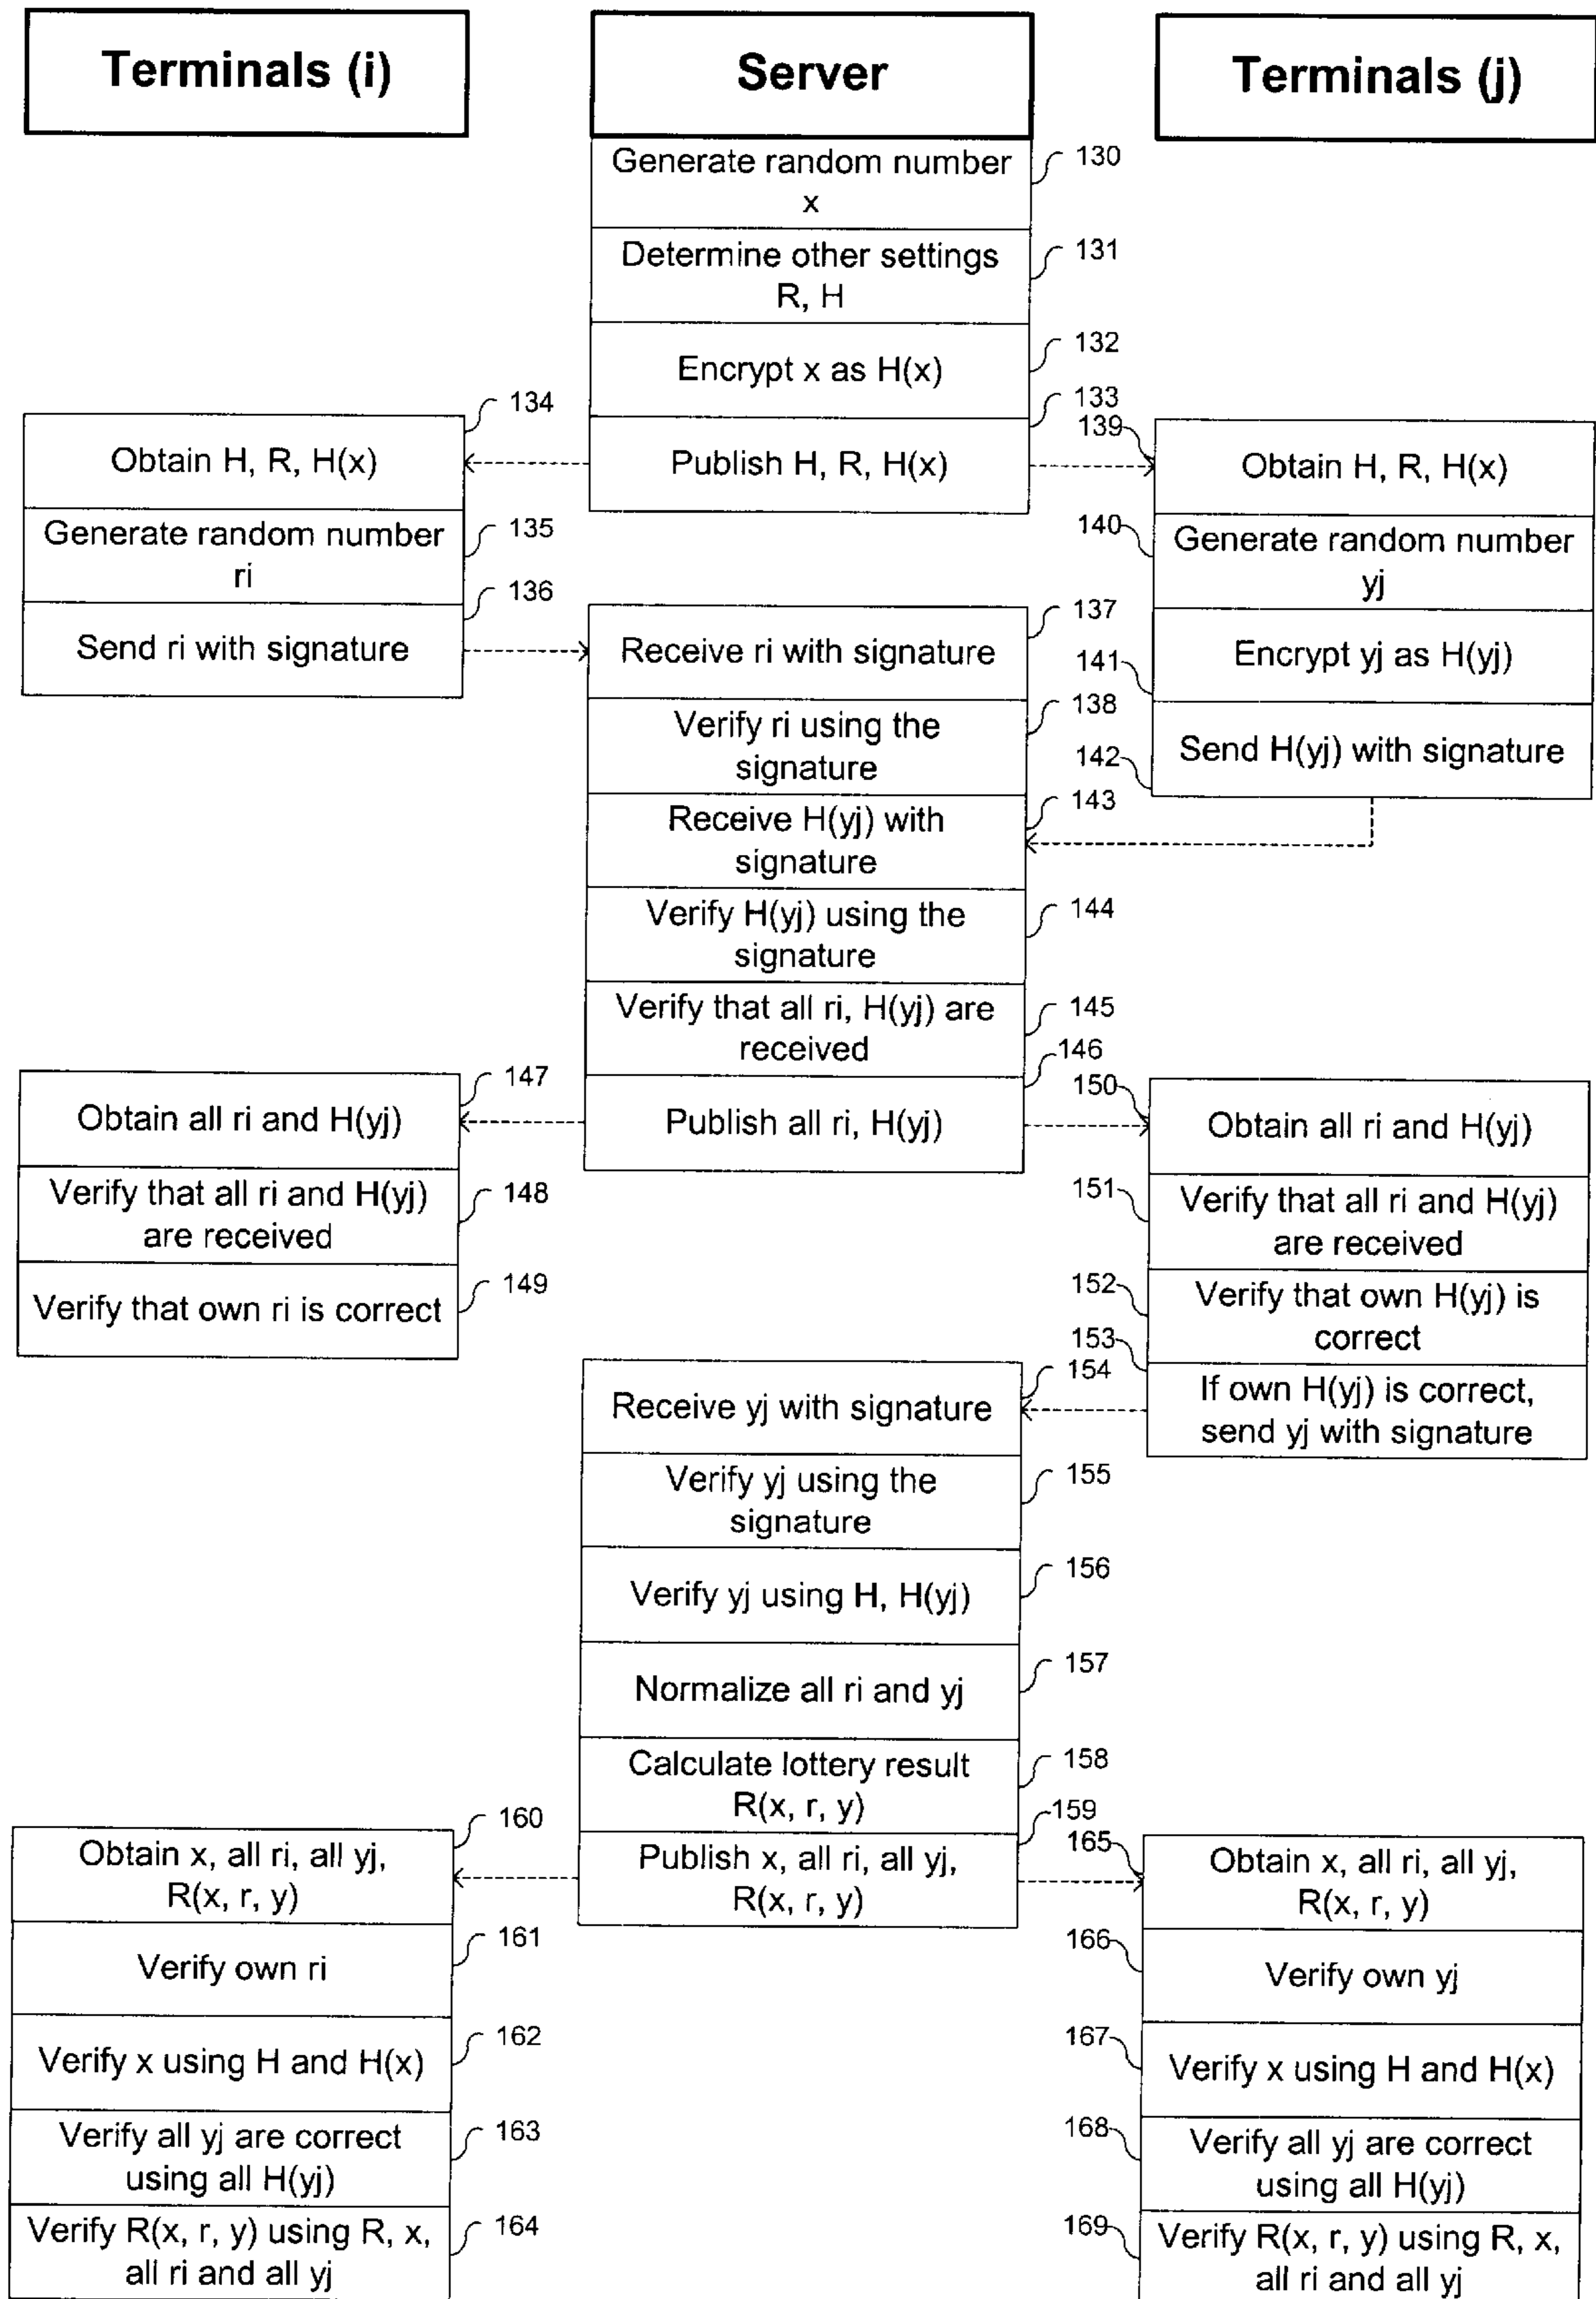 Terminals (i)
Server
Terminals (j)
Generate random number
x
130
Determine other settings
R, H
131
Encrypt x as H(x)
132
Publish H, R, H(x)
133
Obtain H, R, H(x)
134
Generate random number
ri
135
Send ri with signature
136
Obtain H, R, H(x)
139
Generate random number
yj
140
Encrypt yj as H(yj)
141
Send H(yj) with signature
142
Receive ri with signature
137
Verify ri using the
signature
138
Receive H(yj) with
signature
143
Verify H(yj) using the
signature
144
Verify that all ri, H(yj) are
received
145
Publish all ri, H(yj)
146
Obtain all ri and H(yj)
147
Verify that all ri and H(yj)
are received
148
Verify that own ri is correct
149
Obtain all ri and H(yj)
150
Verify that all ri and H(yj)
are received
151
Verify that own H(yj) is
correct
152
If own H(yj) is correct,
send yj with signature
153
Receive yj with signature
154
Verify yj using the
signature
155
Verify yj using H, H(yj)
156
Normalize all ri and yj
157
Calculate lottery result
R(x, r, y)
158
Publish x, all ri, all yj,
R(x, r, y)
159
Obtain x, all ri, all yj,
R(x, r, y)
160
Verify own ri
161
Verify x using H and H(x)
162
Verify all yj are correct
using all H(yj)
163
Verify R(x, r, y) using R, x,
all ri and all yj
164
Obtain x, all ri, all yj,
R(x, r, y)
165
Verify own yj
166
Verify x using H and H(x)
167
Verify all yj are correct
using all H(yj)
168
Verify R(x, r, y) using R, x,
all ri and all yj
169